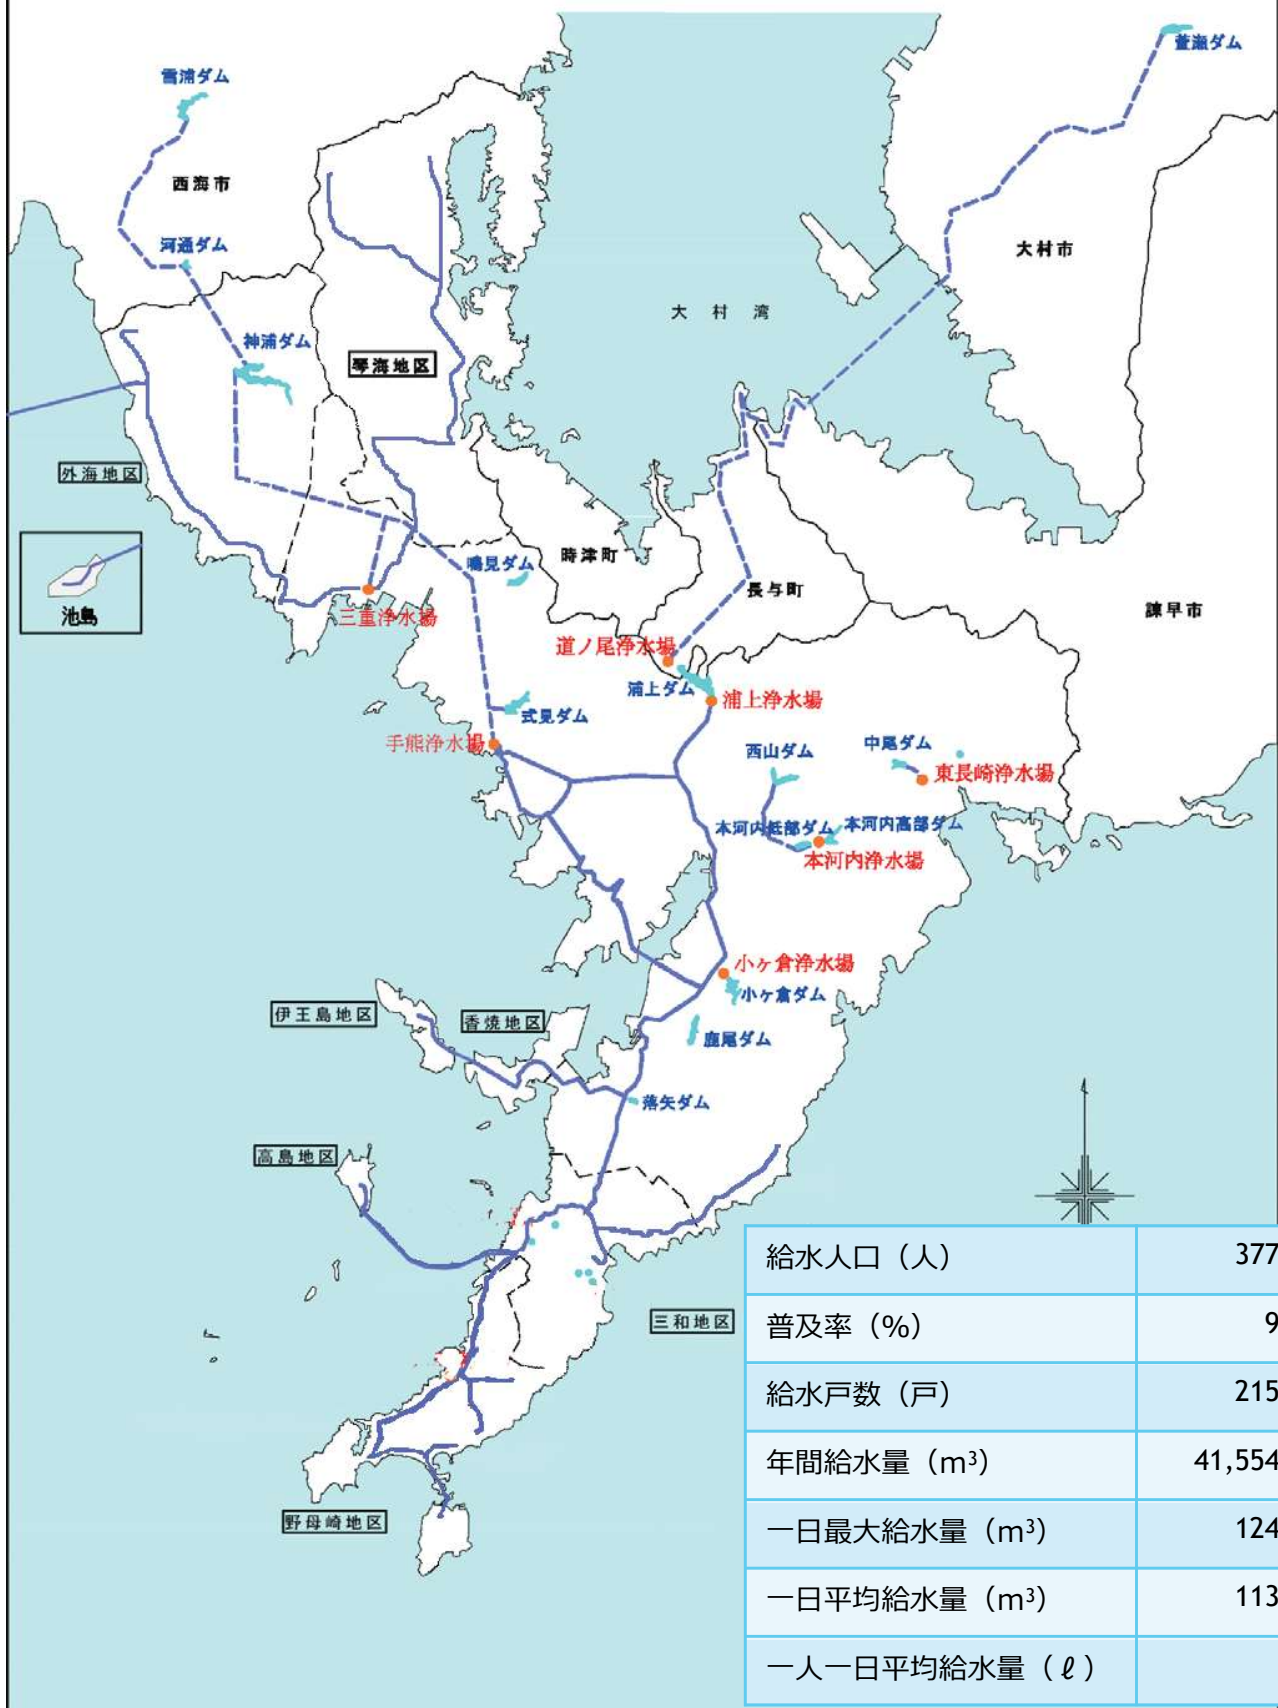 萱瀬ダム
雪浦ダム
西海市
河通ダム
大村市
大村湾
神浦ダム
琴海地区
外海地区
池島
鳴見ダム
時津町
長与町
諫早市
三重浄水場
道ノ尾浄水場
浦上ダム
浦上浄水場
式見ダム
手熊浄水場
西山ダム
中尾ダム
東長崎浄水場
本河内低部ダム
本河内高部ダム
本河内浄水場
小ヶ倉浄水場
小ヶ倉ダム
伊王島地区
香焼地区
鹿尾ダム
落矢ダム
高島地区
三和地区
野母崎地区
給水人口（人） 377
普及率（%） 9
給水戸数（戸） 215
年間給水量（m³） 41,554
一日最大給水量（m³） 124
一日平均給水量（m³） 113
一人一日平均給水量（ℓ）